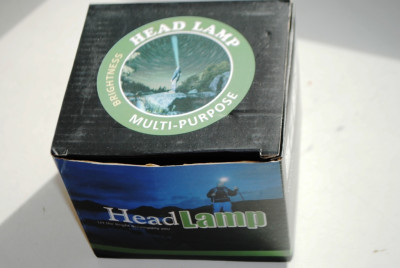 HEAD LAMP
BRIGHTNESS
MULTI-PURPOSE
HeadLamp